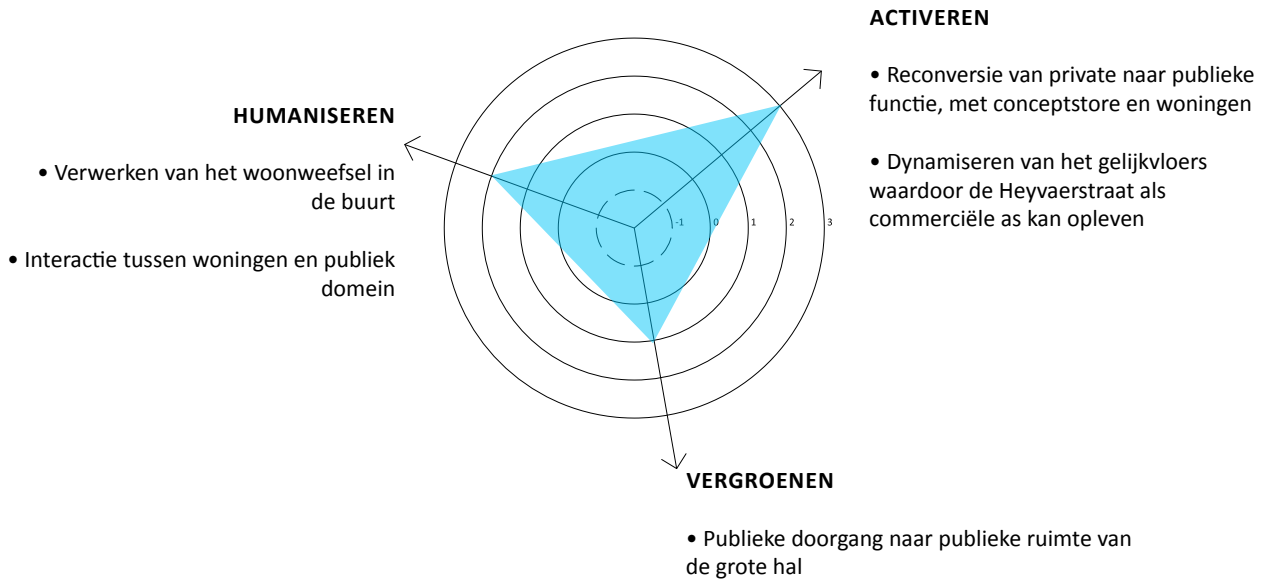 ACTIVEREN
• Reconversie van private naar publieke
functie, met conceptstore en woningen
• Dynamiseren van het gelijkvloers
waardoor de Heyvaerstraat als
commerciële as kan opleven
HUMANISEREN
• Verwerken van het woonweefsel in
de buurt
• Interactie tussen woningen en publiek
domein
-1 0 1 2 3
VERGROENEN
• Publieke doorgang naar publieke ruimte van
de grote hal